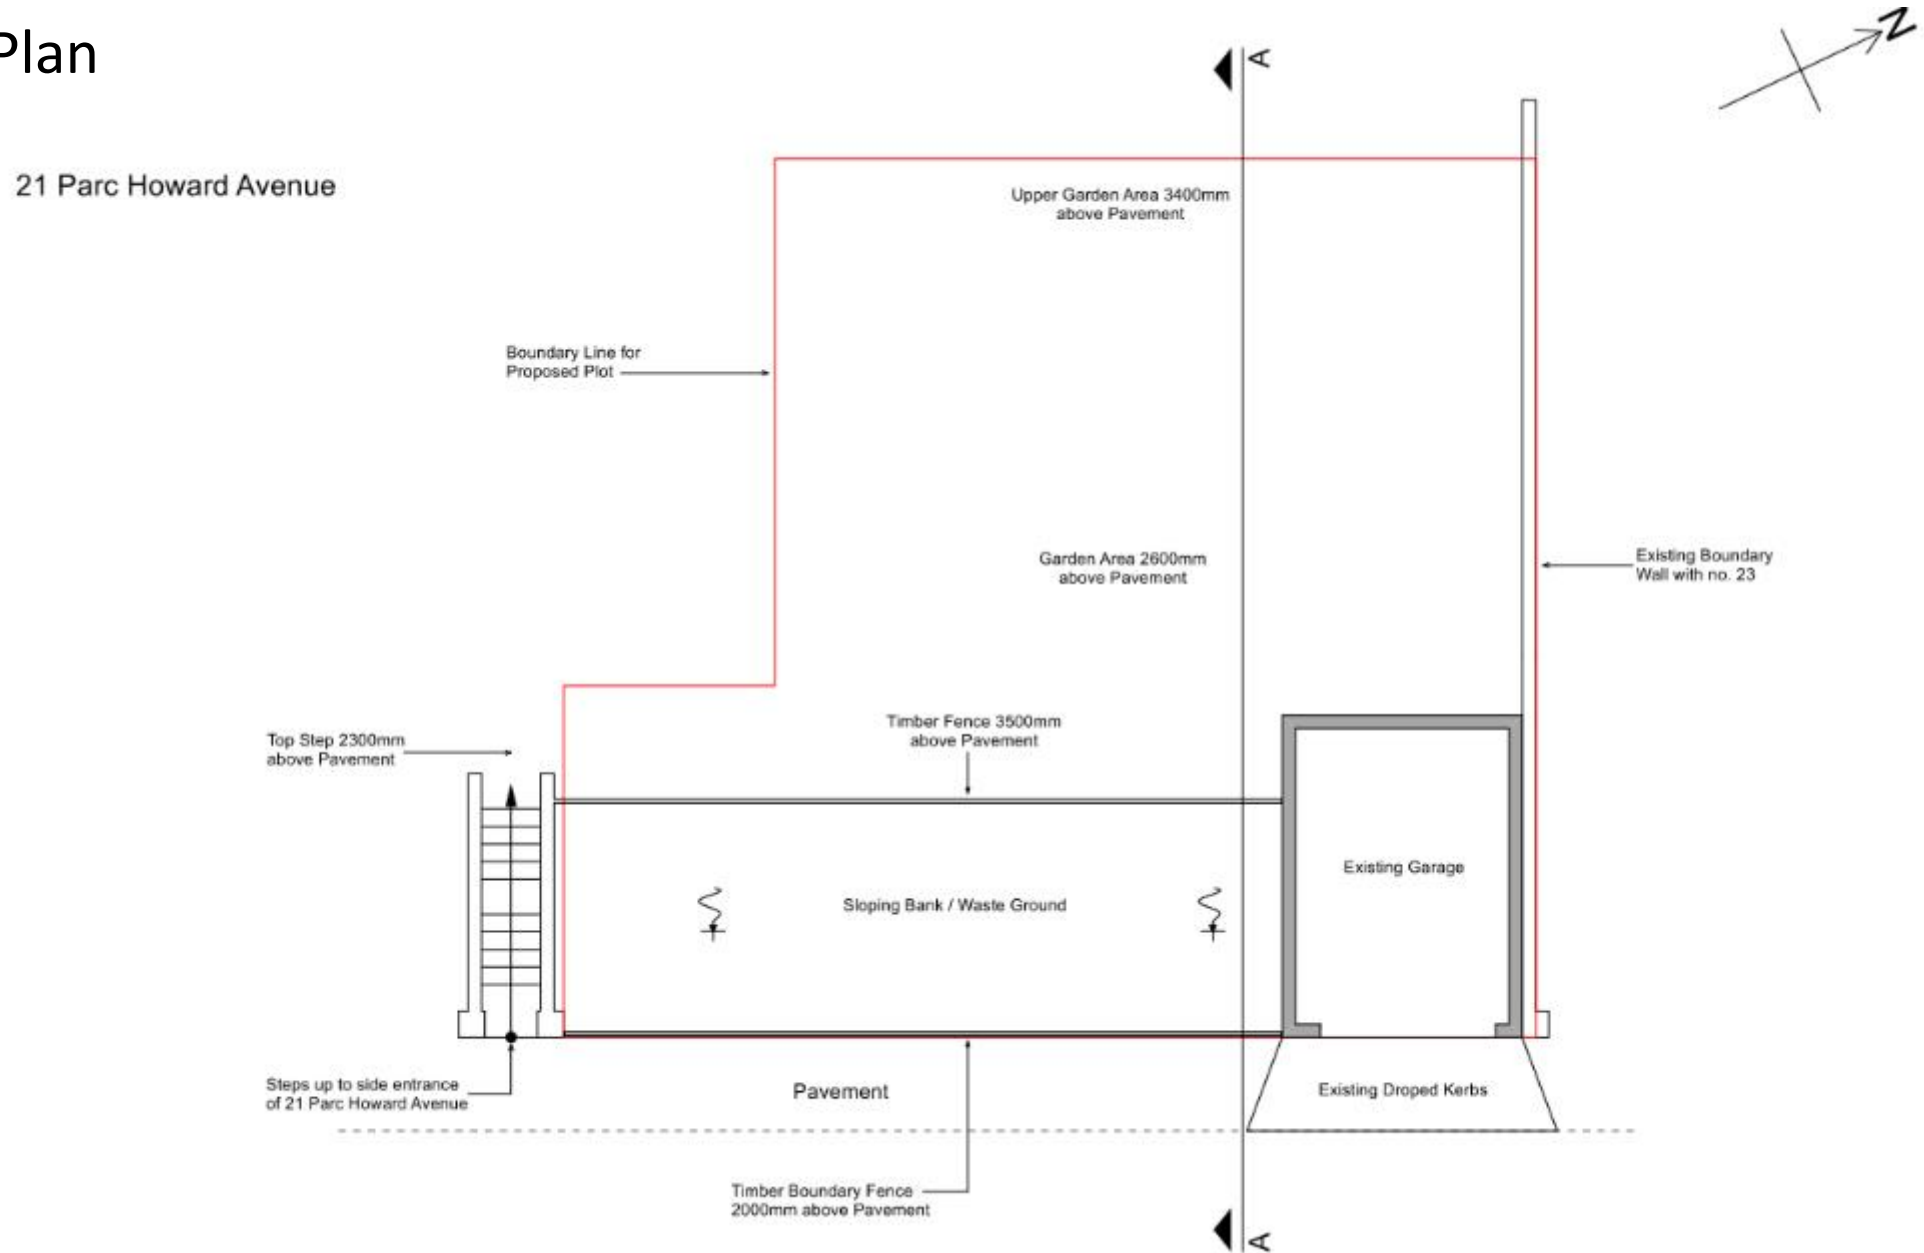 Plan
A
N
21 Parc Howard Avenue
Upper Garden Area 3400mm
above Pavement
Boundary Line for
Proposed Plot
Garden Area 2600mm
above Pavement
Existing Boundary
Wall with no. 23
Timber Fence 3500mm
above Pavement
Top Step 2300mm
above Pavement
Existing Garage
Sloping Bank / Waste Ground
Steps up to side entrance
of 21 Parc Howard Avenue
Pavement
Existing Droped Kerbs
Timber Boundary Fence
2000mm above Pavement
A